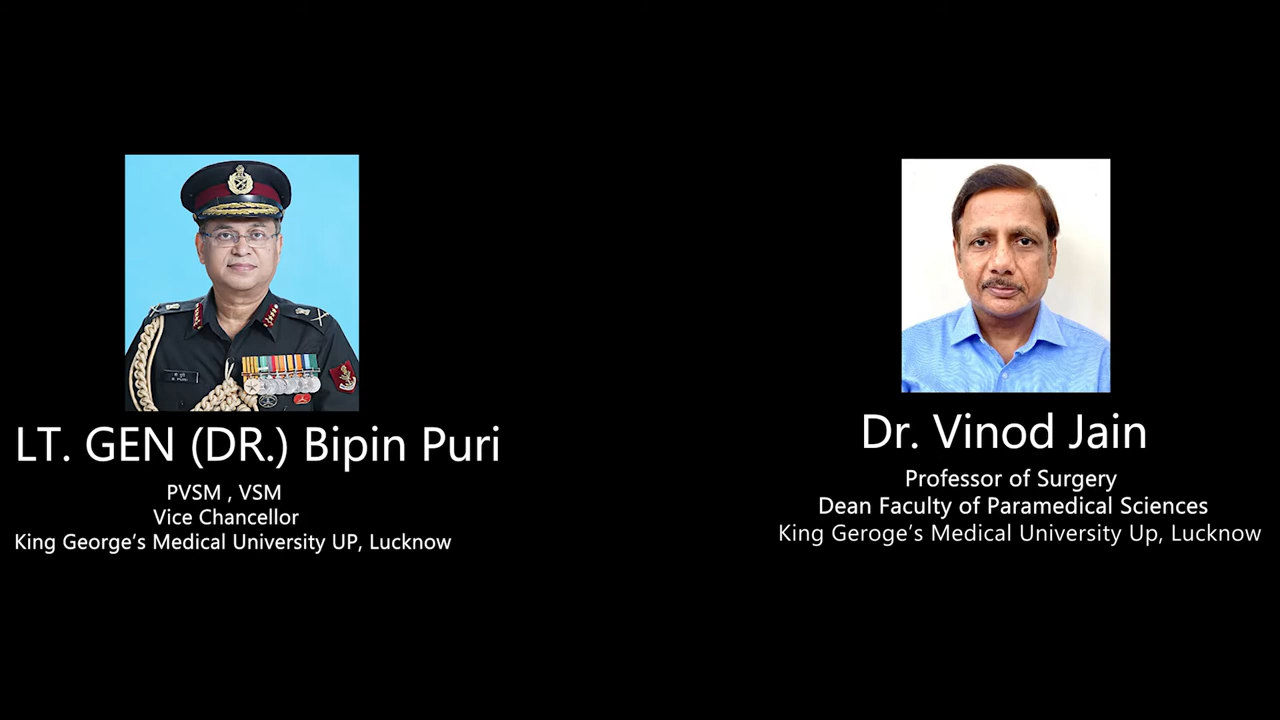 LT. GEN (DR.) Bipin Puri
PVSM , VSM
Vice Chancellor
King George’s Medical University UP, Lucknow
Dr. Vinod Jain
Professor of Surgery
Dean Faculty of Paramedical Sciences
King Geroge’s Medical University Up, Lucknow